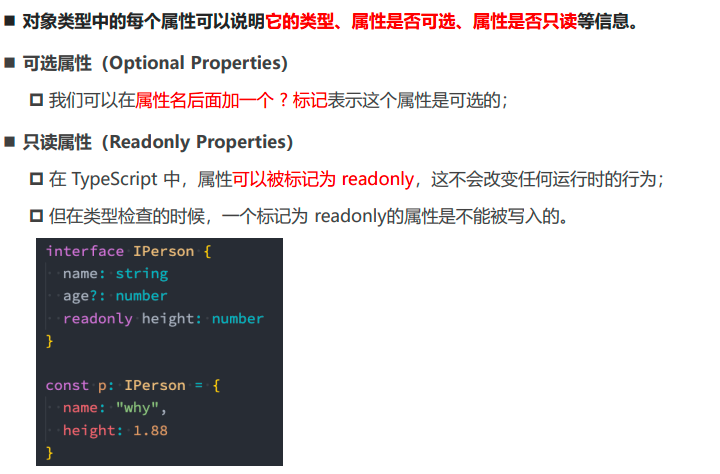 ■ 对象类型中的每个属性可以说明它的类型、属性是否可选、属性是否只读等信息。
■ 可选属性（Optional Properties）
我们可以在属性名后面加一个 ? 标记表示这个属性是可选的；
■ 只读属性（Readonly Properties）
在 TypeScript 中，属性可以被标记为 readonly，这不会改变任何运行时的行为；
但在类型检查的时候，一个标记为 readonly的属性是不能被写入的。
interface IPerson {
  name: string
  age?: number
  readonly height: number
}
const p: IPerson = {
  name: "why",
  height: 1.88
}